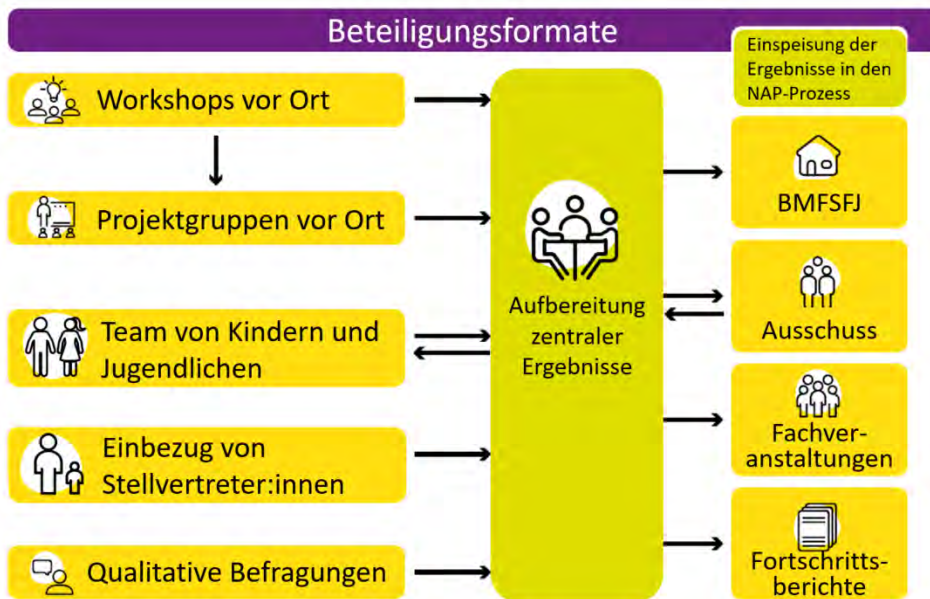 Beteiligungsformate
Workshops vor Ort
Projektgruppen vor Ort
Team von Kindern und
Jugendlichen
Einbezug von
Stellvertreter:innen
Qualitative Befragungen
Aufbereitung
zentraler
Ergebnisse
Einspeisung der
Ergebnisse in den
NAP-Prozess
BMFSFJ
Ausschuss
Fachver-
anstaltungen
Fortschritts-
berichte